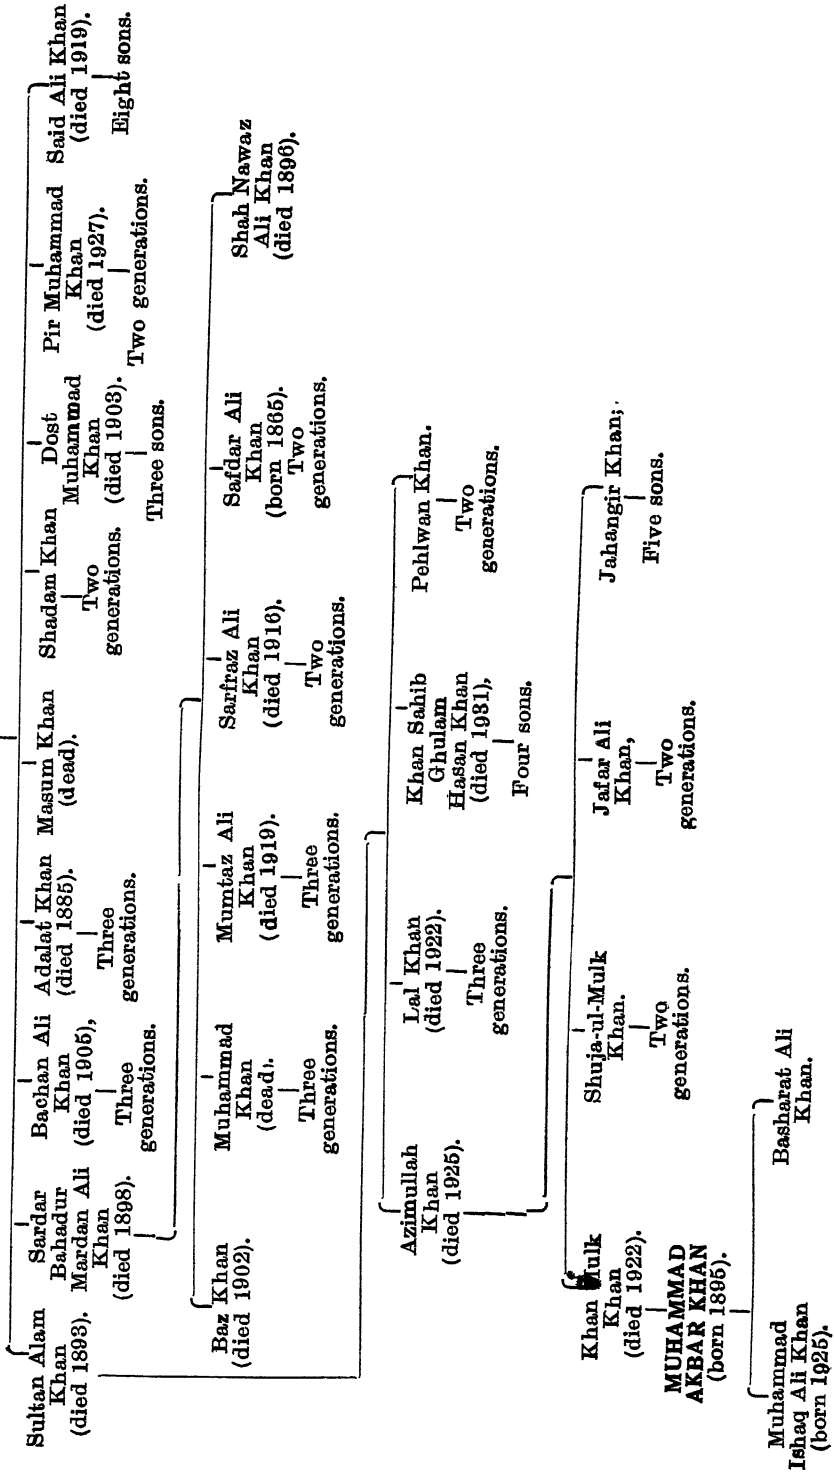 Sultan Alam
Khan
(died 1893).
Sardar
Bahadur
Mardan Ali
Khan
(died 1898).
Bachan Ali
Khan
(died 1905),
Three
generations.
Adalat Khan
(died 1885).
Three
generations.
Masum Khan
(dead).
Shadam Khan
Two
generations.
Dost
Muhammad
Khan
(died 1903).
Three sons.
Pir Muhammad
Khan
(died 1927).
Two generations.
Said Ali Khan
(died 1919).
Eight sons.
Baz Khan
(died 1902).
Muhammad
Khan
(dead).
Three
generations.
Mumtaz Ali
Khan
(died 1919).
Three
generations.
Sarfraz Ali
Khan
(died 1916).
Two
generations.
Safdar Ali
Khan
(born 1865).
Two
generations.
Shah Nawaz
Ali Khan
(died 1896).
Azimullah
Khan
(died 1925).
Lal Khan
(died 1922).
Three
generations.
Khan Sahib
Ghulam
Hasan Khan
(died 1931),
Four sons.
Pehlwan Khan.
Two
generations.
Khan Mulk
Khan
(died 1922).
Shuja-ul-Mulk
Khan.
Two
generations.
Jafar Ali
Khan,
Two
generations.
Jahangir Khan;
Five sons.
MUHAMMAD
AKBAR KHAN
(born 1895).
Muhammad
Ishaq Ali Khan
(born 1925).
Basharat Ali
Khan.